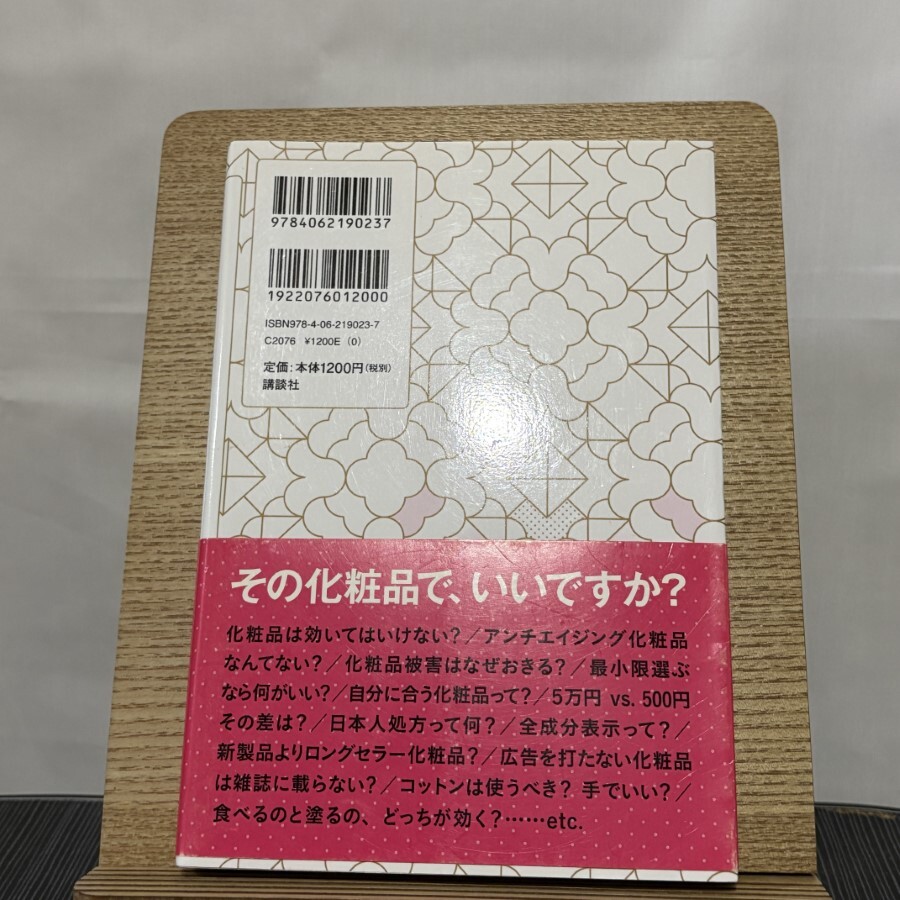 9784062190237
1922076012000
ISBN978-4-06-219023-7
C2076 ¥1200E (0)
定価:本体1200円(税別)
講談社
その化粧品で、いいですか?
化粧品は効いてはいけない?/アンチエイジング化粧品
なんてない?/化粧品被害はなぜおきる?/最小限選ぶ
なら何がいい?/自分に合う化粧品って?/5万円 vs. 500円
その差は?/日本人処方って何?/全成分表示って?/
新製品よりロングセラー化粧品?/広告を打たない化粧品
は雑誌に載らない?/コットンは使うべき? 手でいい?/
食べるのと塗るの、どっちが効く?……etc.